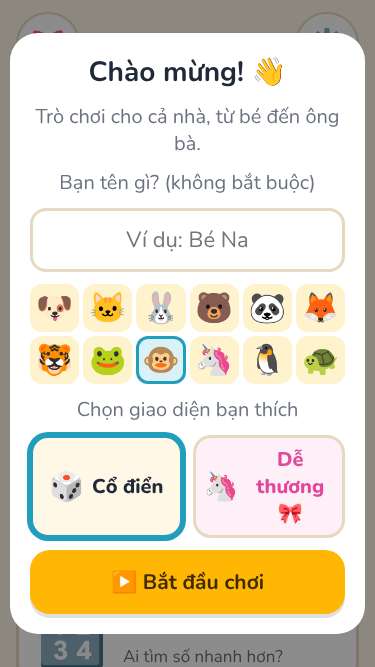 Chào mừng! 👋
Trò chơi cho cả nhà, từ bé đến ông
bà.
Bạn tên gì? (không bắt buộc)
Ví dụ: Bé Na
Chọn giao diện bạn thích
Cổ điển
Dễ
thương
Bắt đầu chơi
3 4
Ai tìm số nhanh hơn?